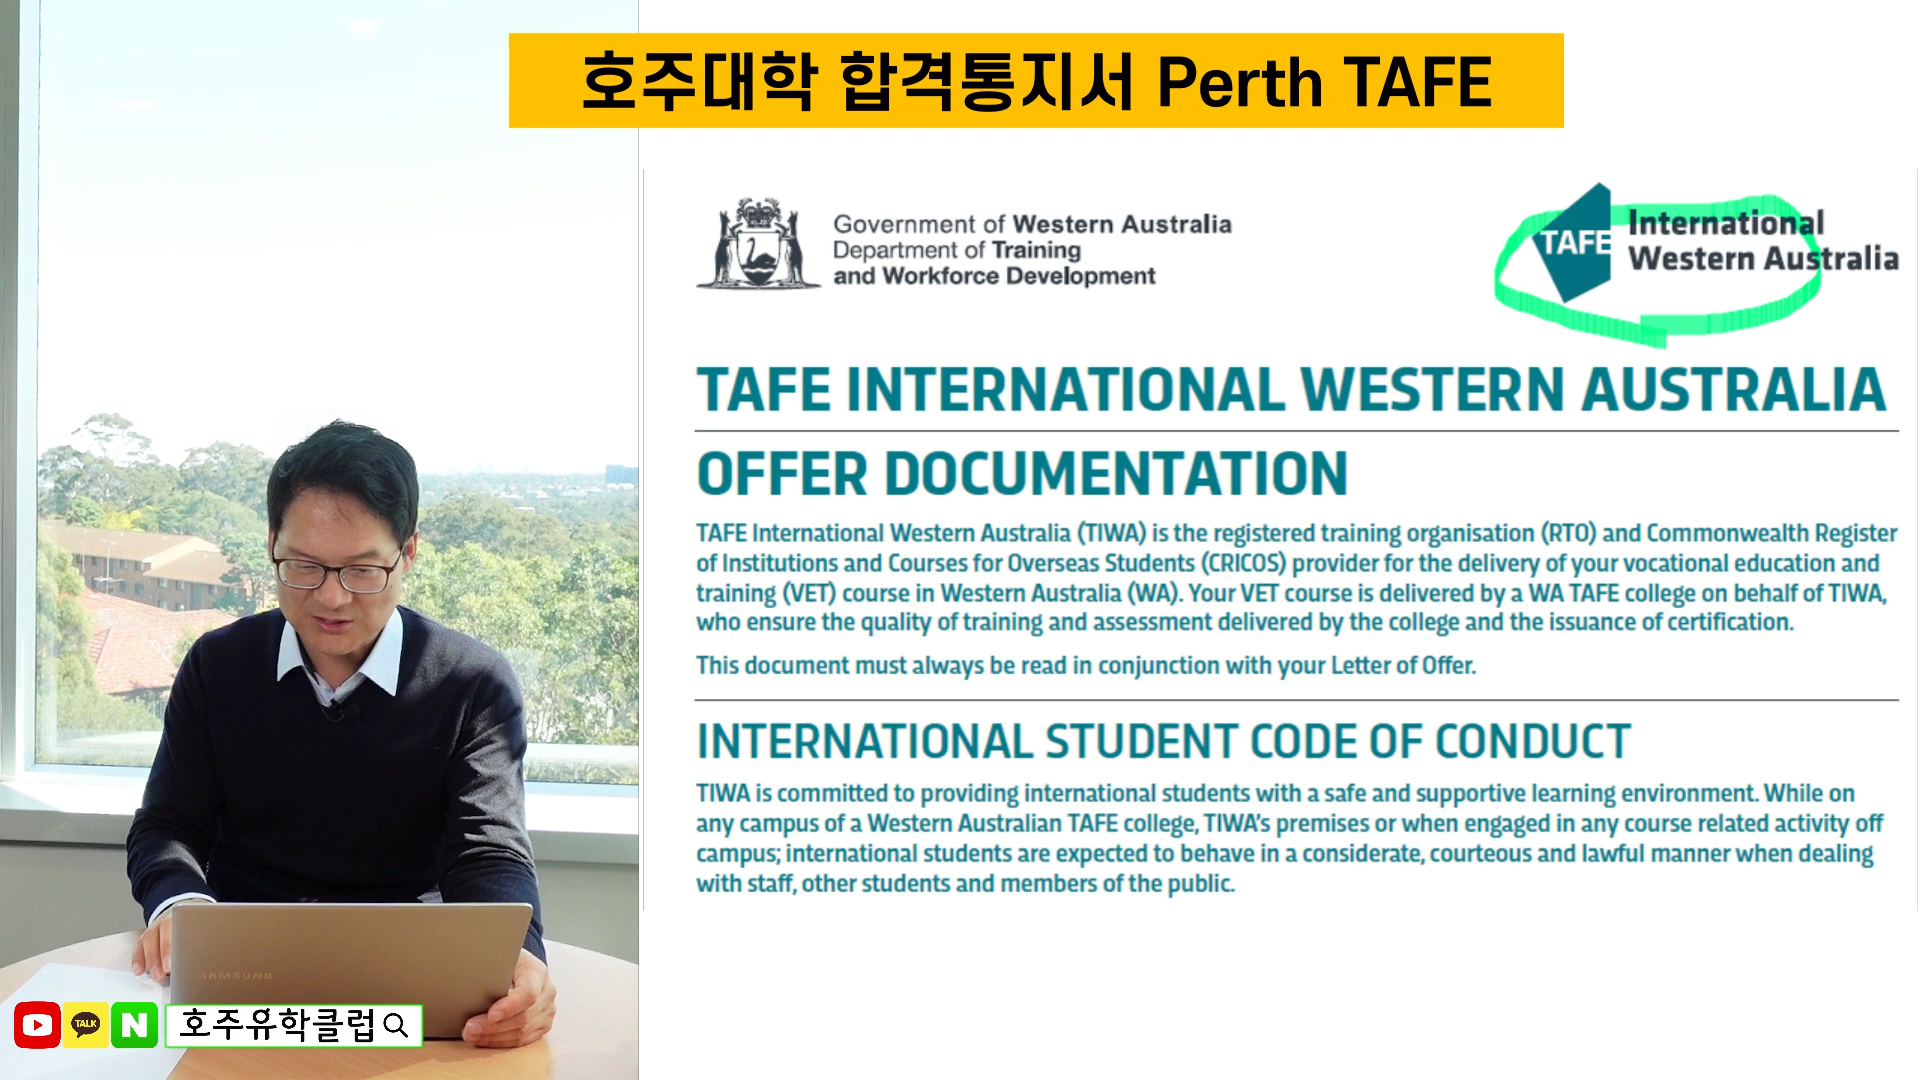 호주대학 합격통지서 Perth TAFE
Government of Western Australia
Department of Training
and Workforce Development
TAFE
International
Western Australia
TAFE INTERNATIONAL WESTERN AUSTRALIA
OFFER DOCUMENTATION
TAFE International Western Australia (TIWA) is the registered training organisation (RTO) and Commonwealth Register
of Institutions and Courses for Overseas Students (CRICOS) provider for the delivery of your vocational education and
training (VET) course in Western Australia (WA). Your VET course is delivered by a WA TAFE college on behalf of TIWA,
who ensure the quality of training and assessment delivered by the college and the issuance of certification.
This document must always be read in conjunction with your Letter of Offer.
INTERNATIONAL STUDENT CODE OF CONDUCT
TIWA is committed to providing international students with a safe and supportive learning environment. While on
any campus of a Western Australian TAFE college, TIWA's premises or when engaged in any course related activity off
campus; international students are expected to behave in a considerate, courteous and lawful manner when dealing
with staff, other students and members of the public.
SAMSUNG
TALK
N
호주유학클럽